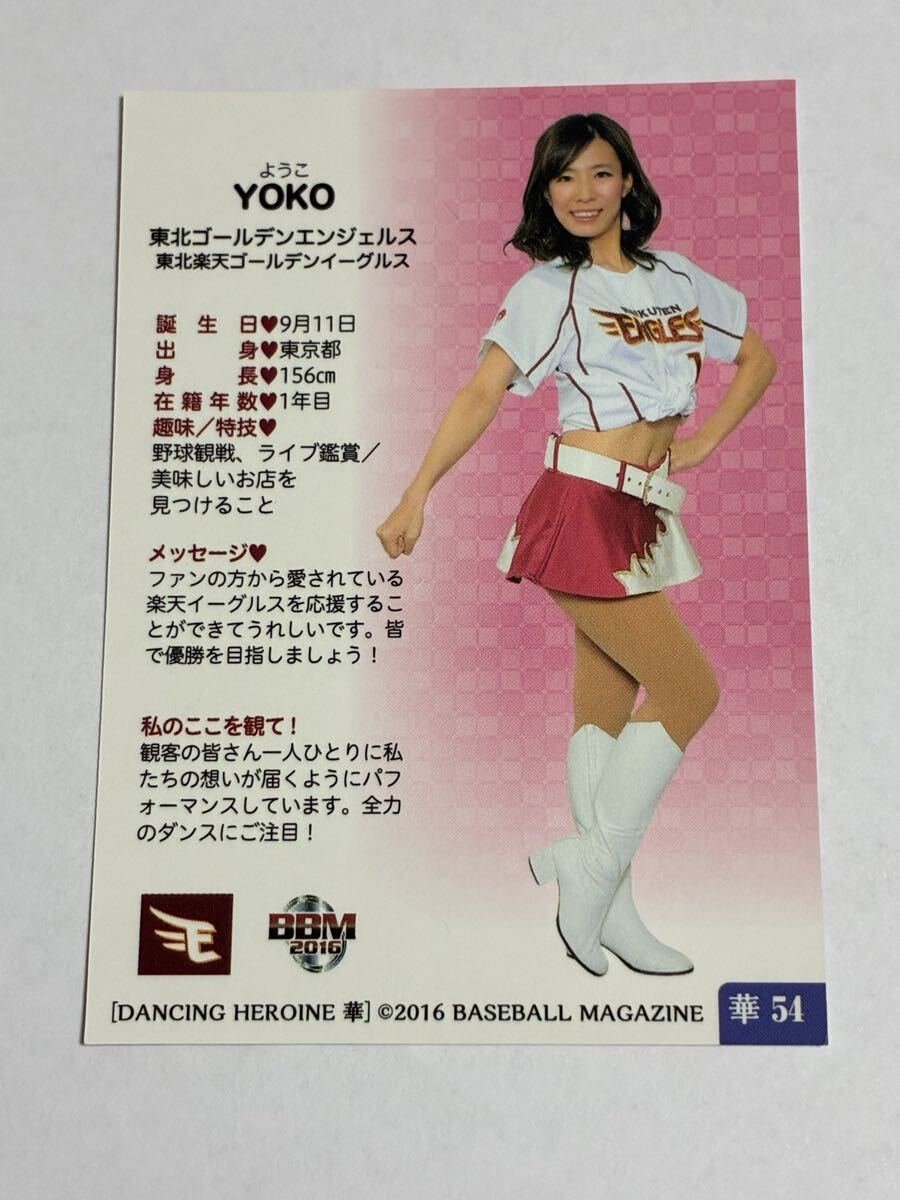 ようこ
YOKO
東北ゴールデンエンジェルス
東北楽天ゴールデンイーグルス
誕生日♥9月11日
出身♥東京都
身長♥156㎝
在籍年数♥1年目
趣味／特技♥
野球観戦、ライブ鑑賞／
美味しいお店を
見つけること
メッセージ♥
ファンの方から愛されている
楽天イーグルスを応援するこ
とができてうれしいです。皆
で優勝を目指しましょう！
私のここを観て！
観客の皆さん一人ひとりに私
たちの想いが届くようにパフ
ォーマンスしています。全力
のダンスにご注目！
EAGLES
E
BBM
2016
[DANCING HEROINE 華] ©2016 BASEBALL MAGAZINE
華 54